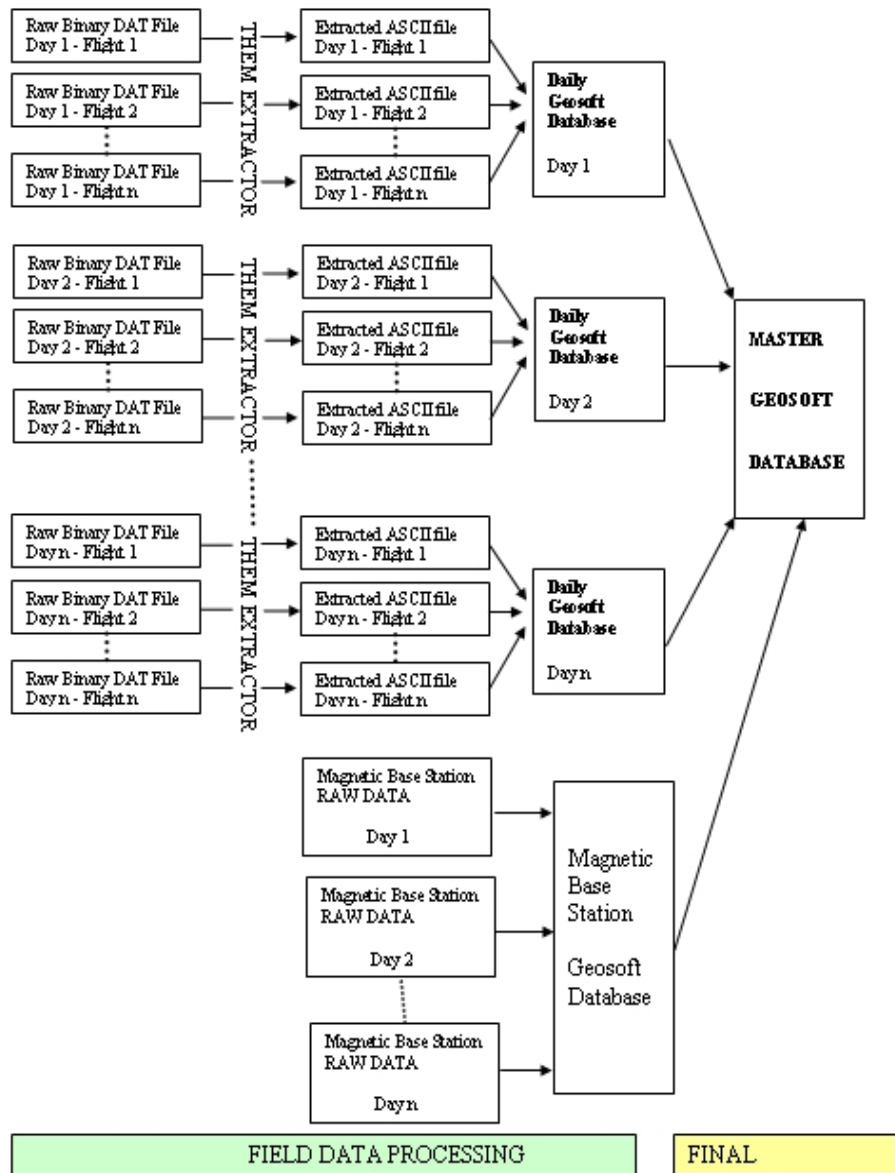 Raw Binary DAT File
Day 1 - Flight 1
Extracted ASCII file
Day 1 - Flight 1
Raw Binary DAT File
Day 1 - Flight 2
Extracted ASCII file
Day 1 - Flight 2
Raw Binary DAT File
Day 1 - Flight n
Extracted ASCII file
Day 1 - Flight n
THEM EXTRACTOR
Daily
Geosoft
Database
Day 1
Raw Binary DAT File
Day 2 - Flight 1
Extracted ASCII file
Day 2 - Flight 1
Raw Binary DAT File
Day 2 - Flight 2
Extracted ASCII file
Day 2 - Flight 2
Raw Binary DAT File
Day 2 - Flight n
Extracted ASCII file
Day 2 - Flight n
THEM EXTRACTOR
Daily
Geosoft
Database
Day 2
MASTER
GEOSOFT
DATABASE
Raw Binary DAT File
Day n - Flight 1
Extracted ASCII file
Day n - Flight 1
Raw Binary DAT File
Day n - Flight 2
Extracted ASCII file
Day n - Flight 2
Raw Binary DAT File
Day n - Flight n
Extracted ASCII file
Day n - Flight n
THEM EXTRACTOR
Daily
Geosoft
Database
Day n
Magnetic Base Station
RAW DATA
Day 1
Magnetic Base Station
RAW DATA
Day 2
Magnetic Base Station
RAW DATA
Day n
Magnetic
Base
Station
Geosoft
Database
FIELD DATA PROCESSING
FINAL